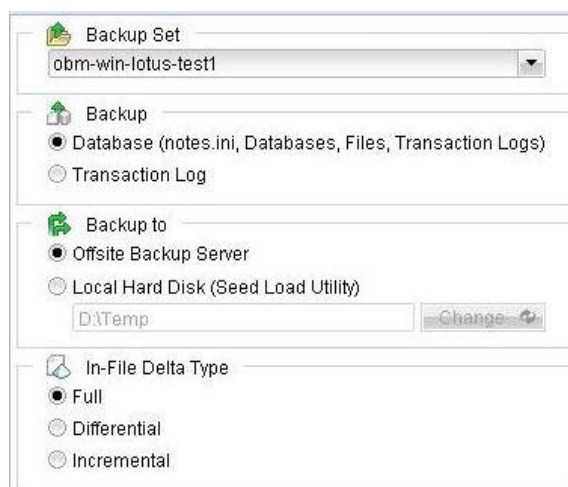 Backup Set
obm-win-lotus-test1
Backup
Database (notes.ini, Databases, Files, Transaction Logs)
Transaction Log
Backup to
Offsite Backup Server
Local Hard Disk (Seed Load Utility)
D:\Temp
Change
In-File Delta Type
Full
Differential
Incremental